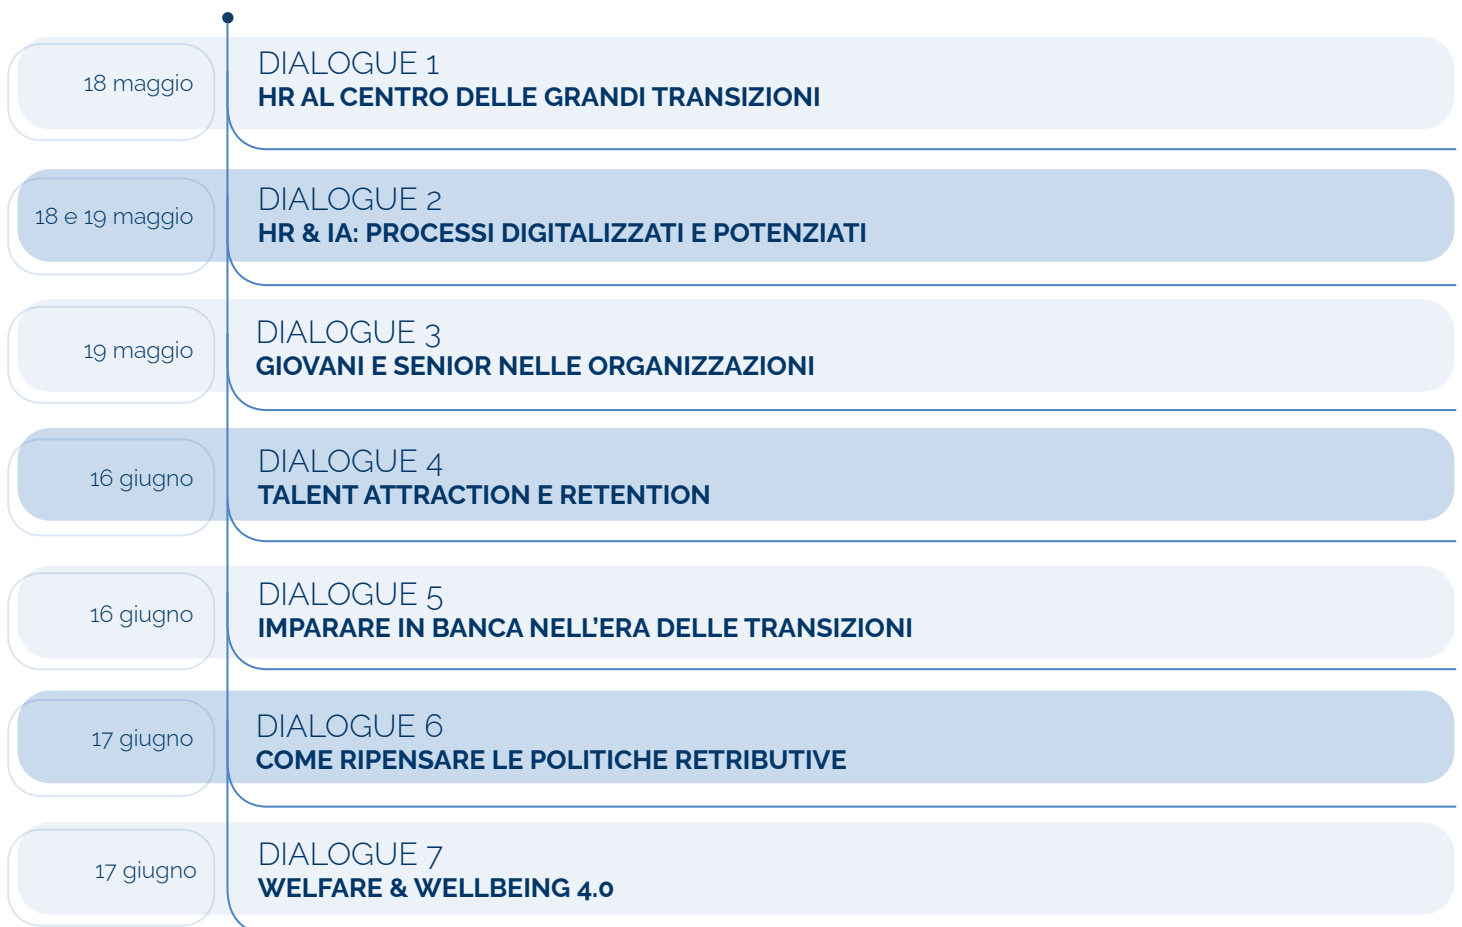 18 maggio
DIALOGUE 1
HR AL CENTRO DELLE GRANDI TRANSIZIONI
18 e 19 maggio
DIALOGUE 2
HR & IA: PROCESSI DIGITALIZZATI E POTENZIATI
19 maggio
DIALOGUE 3
GIOVANI E SENIOR NELLE ORGANIZZAZIONI
16 giugno
DIALOGUE 4
TALENT ATTRACTION E RETENTION
16 giugno
DIALOGUE 5
IMPARARE IN BANCA NELL’ERA DELLE TRANSIZIONI
17 giugno
DIALOGUE 6
COME RIPENSARE LE POLITICHE RETRIBUTIVE
17 giugno
DIALOGUE 7
WELFARE & WELLBEING 4.0